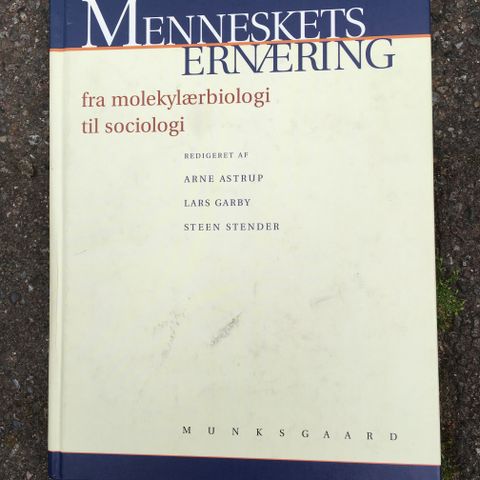 MENNESKETS
ERNÆRING
fra molekylærbiologi
til sociologi
REDIGERET AF
ARNE ASTRUP
LARS GARBY
STEEN STENDER
MUNKSGAARD